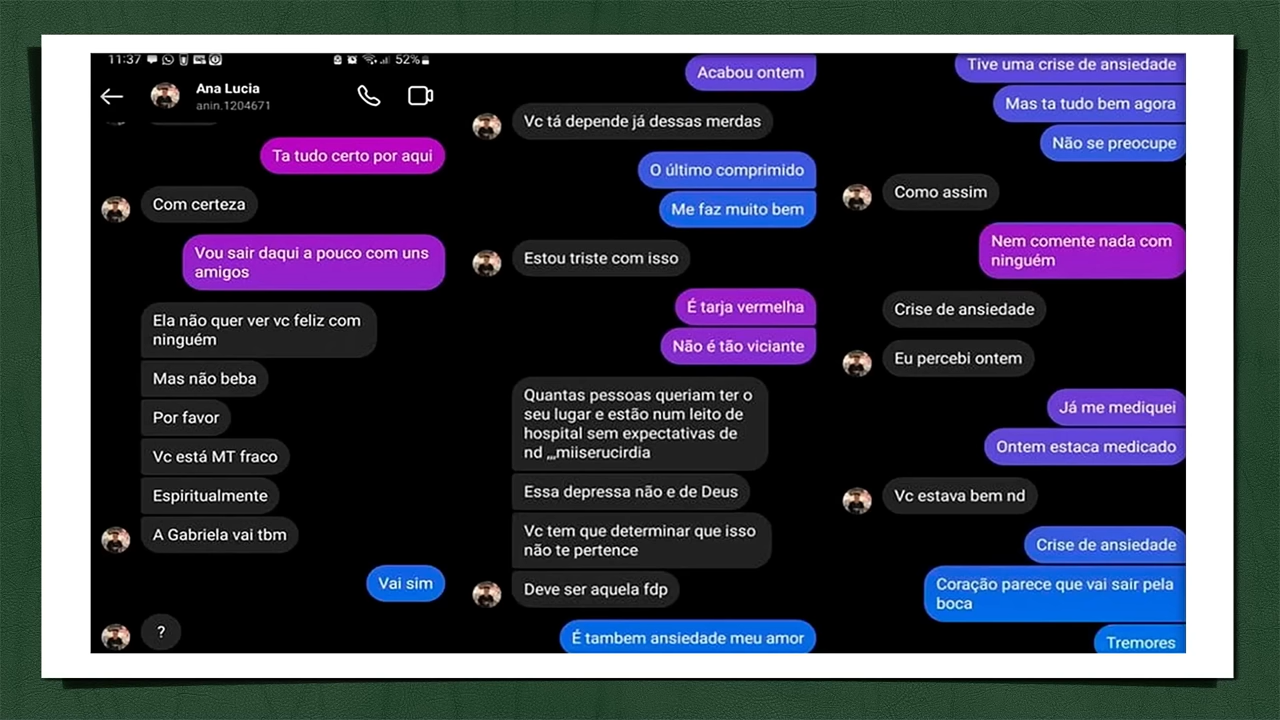 11:37
52%
Ana Lucia
anin.1204671
Ta tudo certo por aqui
Com certeza
Vou sair daqui a pouco com uns
amigos
Ela não quer ver vc feliz com
ninguém
Mas não beba
Por favor
Vc está MT fraco
Espiritualmente
A Gabriela vai tbm
Vai sim
?
Acabou ontem
Vc tá depende já dessas merdas
O último comprimido
Me faz muito bem
Estou triste com isso
É tarja vermelha
Não é tão viciante
Quantas pessoas queriam ter o
seu lugar e estão num leito de
hospital sem expectativas de
nd ,,,miiserucirdia
Essa depressa não e de Deus
Vc tem que determinar que isso
não te pertence
Deve ser aquela fdp
É tambem ansiedade meu amor
Tive uma crise de ansiedade
Mas ta tudo bem agora
Não se preocupe
Como assim
Nem comente nada com
ninguém
Crise de ansiedade
Eu percebi ontem
Já me mediquei
Ontem estaca medicado
Vc estava bem nd
Crise de ansiedade
Coração parece que vai sair pela
boca
Tremores